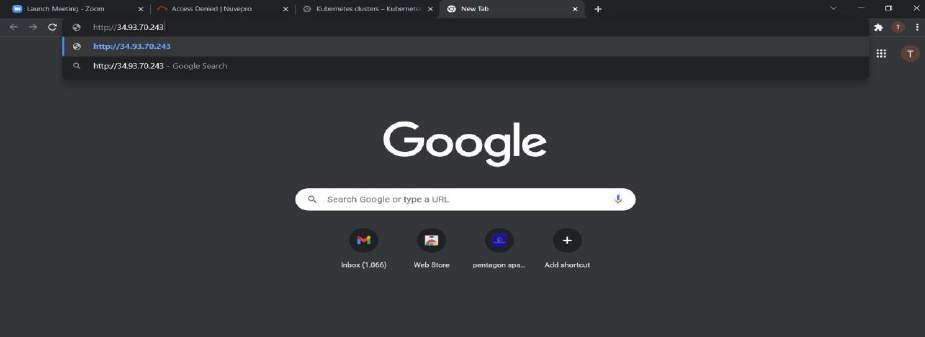 Launch Meeting - Zoom
Access Denied | Nuvepro
Kubernetes clusters – Kubernete
New Tab
http://34.93.70.243
T
http://34.93.70.243
http://34.93.70.243 – Google Search
T
Google
Search Google or type a URL
Inbox (1,066)
Web Store
pentagon apa...
Add shortcut